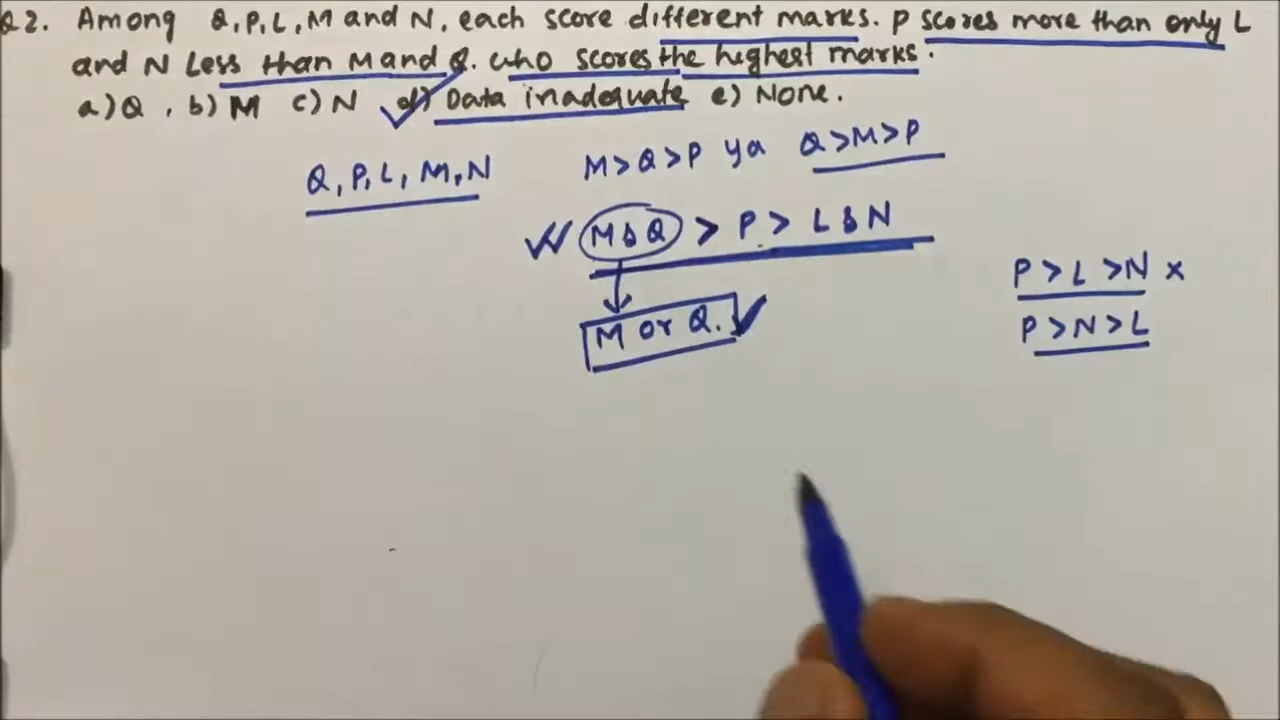 Q2. Among Q, P, L, M and N, each score different marks. P scores more than only L
and N Less than M and Q. who scores the highest marks.
a) Q , b) M c) N d) Data inadequate e) None.
Q, P, L, M, N
M > Q > P ya Q > M > P
M & Q > P > L & N
M or Q.
P > L > N ×
P > N > L